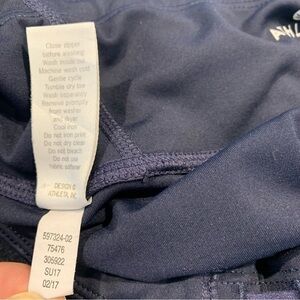 Close zipper
before washing
Wash inside out
Machine wash cold
Gentle cycle
Tumble dry low
Wash separately
Remove promptly
from washer
and dryer
Cool iron
Do not iron print
Do not dry clean
Do not bleach
Do not use
fabric softener
DESIGN ©
ATHLETA, INC.
597324-02
75476
306922
SU17
02/17